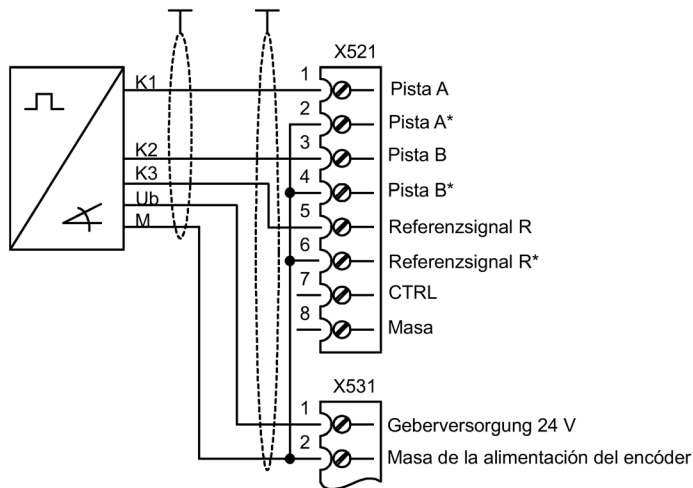 X521
K1
1
Pista A
2
Pista A*
K2
3
Pista B
K3
4
Pista B*
Ub
5
Referenzsignal R
M
6
Referenzsignal R*
7
CTRL
8
Masa
X531
1
Geberversorgung 24 V
2
Masa de la alimentación del encóder